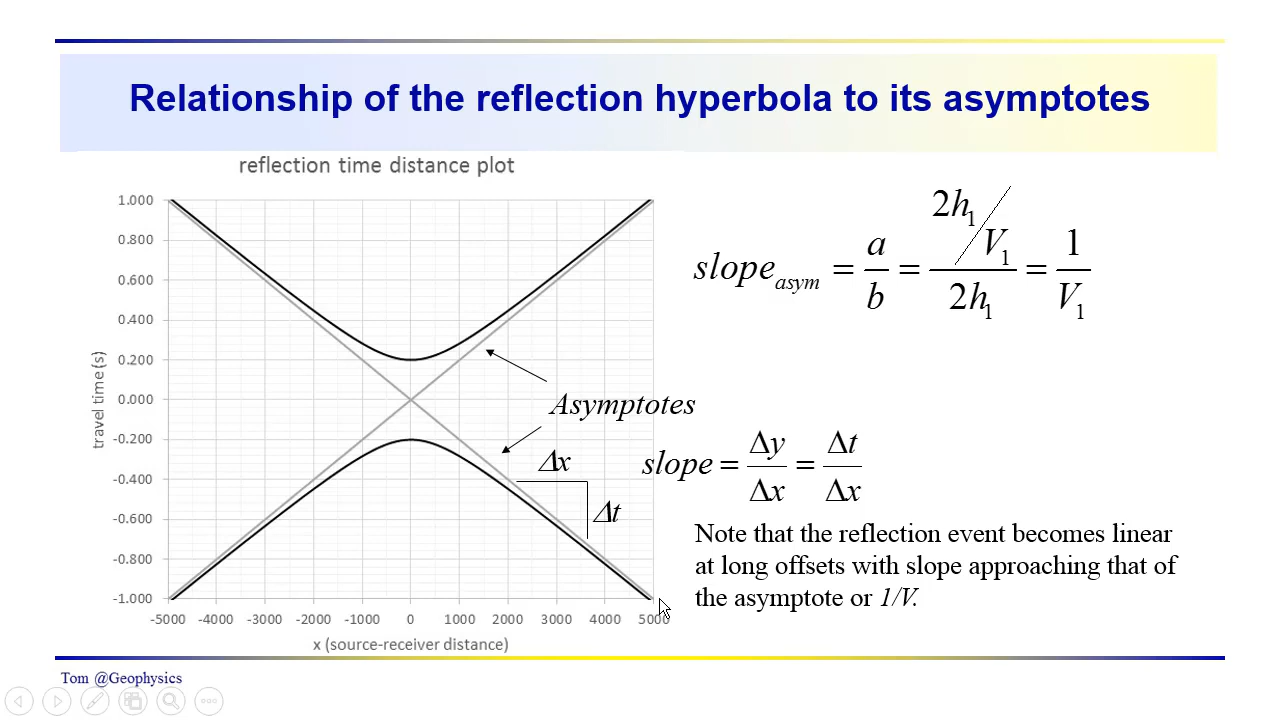 Relationship of the reflection hyperbola to its asymptotes
reflection time distance plot
1.000
0.800
0.600
0.400
0.200
0.000
-0.200
-0.400
-0.600
-0.800
-1.000
travel time (s)
-5000 -4000 -3000 -2000 -1000 0 1000 2000 3000 4000 5000
x (source-receiver distance)
Asymptotes
Δx
Δt
slope_asym = a/b = (2h₁/V₁)/(2h₁) = 1/V₁
slope = Δy/Δx = Δt/Δx
Note that the reflection event becomes linear
at long offsets with slope approaching that of
the asymptote or 1/V.
Tom @Geophysics